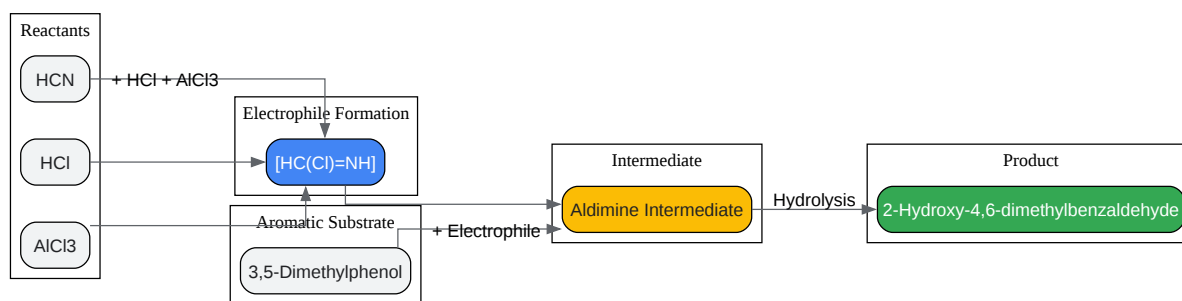 Reactants
HCN
+ HCl + AlCl3
Electrophile Formation
HCl
[HC(Cl)=NH]
Intermediate
Product
Aldimine Intermediate
Hydrolysis
2-Hydroxy-4,6-dimethylbenzaldehyde
Aromatic Substrate
+ Electrophile
AlCl3
3,5-Dimethylphenol